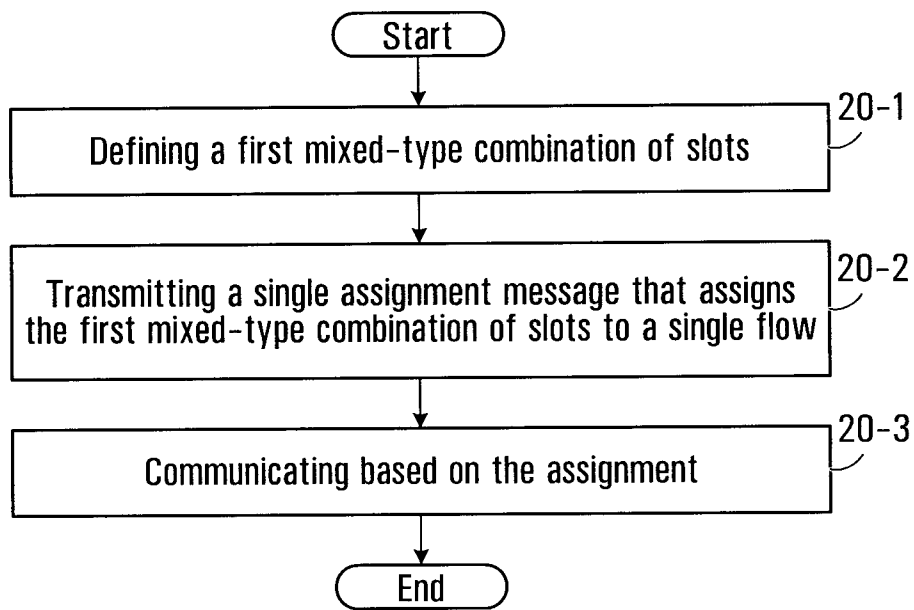 Start
20-1
Defining a first mixed-type combination of slots
20-2
Transmitting a single assignment message that assigns
the first mixed-type combination of slots to a single flow
20-3
Communicating based on the assignment
End